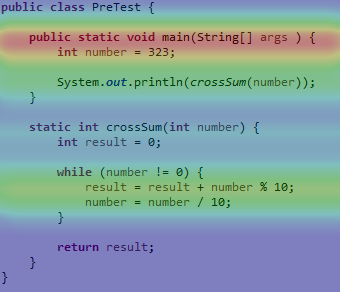 public class PreTest {
    public static void main(String[] args ) {
        int number = 323;
        System.out.println(crossSum(number));
    }
    static int crossSum(int number) {
        int result = 0;
        while (number != 0) {
            result = result + number % 10;
            number = number / 10;
        }
        return result;
    }
}